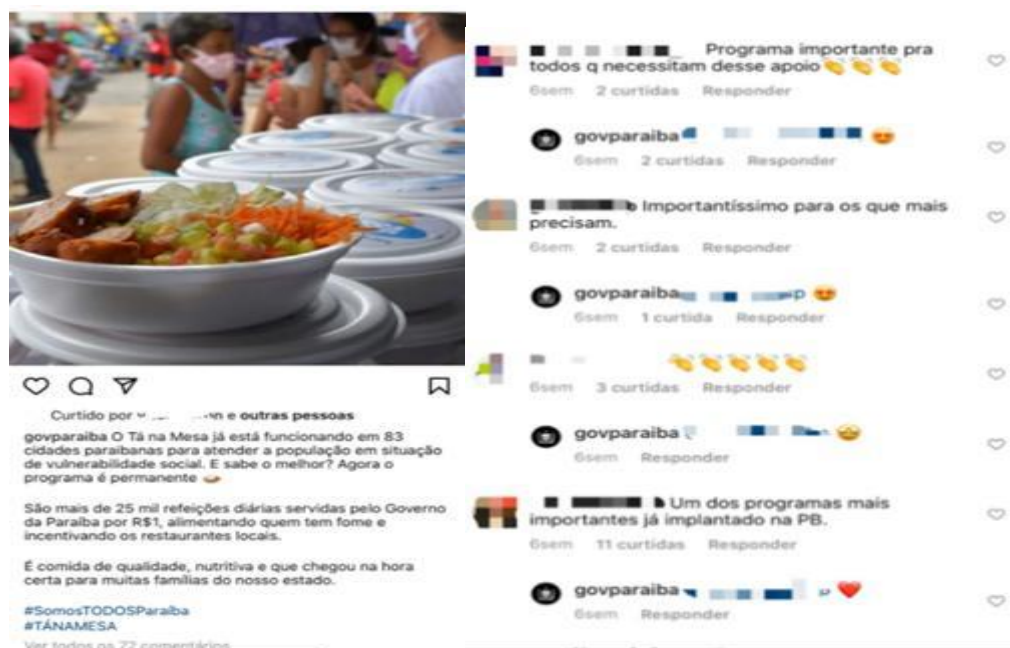 Curtido por e outras pessoas
govparaiba O Tá na Mesa já está funcionando em 83
cidades paraibanas para atender a população em situação
de vulnerabilidade social. E sabe o melhor? Agora o
programa é permanente
São mais de 25 mil refeições diárias servidas pelo Governo
da Paraíba por R$1, alimentando quem tem fome e
incentivando os restaurantes locais.
É comida de qualidade, nutritiva e que chegou na hora
certa para muitas famílias do nosso estado.
#SomosTODOSParaíba
#TÁNAMESA
Ver todos os 72 comentários
Programa importante pra
todos q necessitam desse apoio 👏👏👏
6sem 2 curtidas Responder
govparaiba 😍
6sem 2 curtidas Responder
Importantíssimo para os que mais
precisam.
6sem 2 curtidas Responder
govparaiba 😍
6sem 1 curtida Responder
👏👏👏👏👏
6sem 3 curtidas Responder
govparaiba 🤩
6sem Responder
Um dos programas mais
importantes já implantado na PB.
6sem 11 curtidas Responder
govparaiba ❤️
6sem Responder